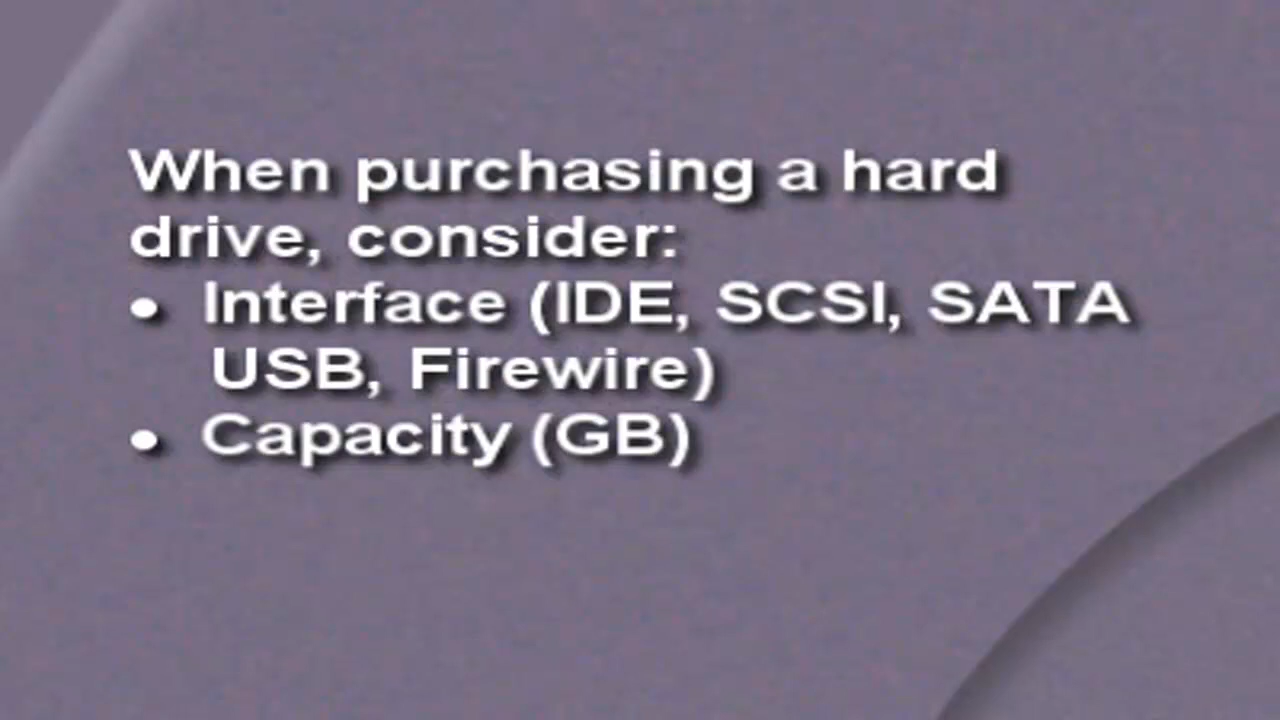 When purchasing a hard
drive, consider:
• Interface (IDE, SCSI, SATA
USB, Firewire)
• Capacity (GB)